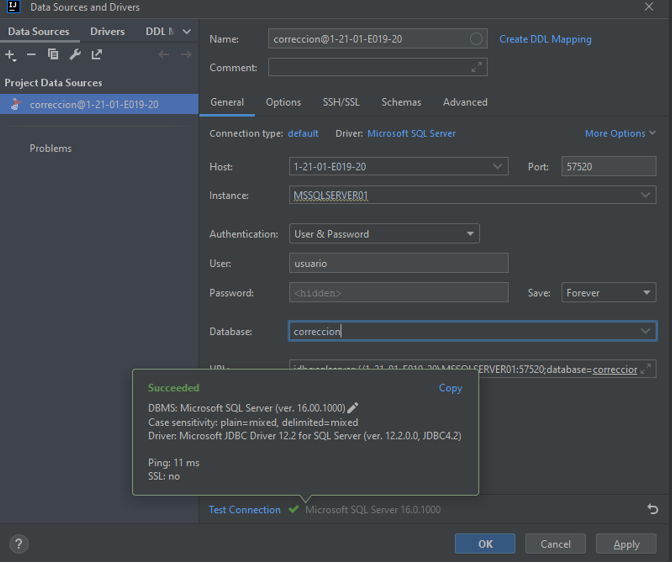 Data Sources and Drivers
Data Sources Drivers DDL M
Project Data Sources
correccion@1-21-01-E019-20
Problems
Name: correccion@1-21-01-E019-20 Create DDL Mapping
Comment:
General Options SSH/SSL Schemas Advanced
Connection type: default Driver: Microsoft SQL Server More Options
Host: 1-21-01-E019-20 Port: 57520
Instance: MSSQLSERVER01
Authentication: User & Password
User: usuario
Password: <hidden> Save: Forever
Database: correccion
URL: jdbc:sqlserver://1-21-01-E019-20\MSSQLSERVER01:57520;database=correccior
Succeeded Copy
DBMS: Microsoft SQL Server (ver. 16.00.1000)
Case sensitivity: plain=mixed, delimited=mixed
Driver: Microsoft JDBC Driver 12.2 for SQL Server (ver. 12.2.0.0, JDBC4.2)
Ping: 11 ms
SSL: no
Test Connection Microsoft SQL Server 16.0.1000
? OK Cancel Apply